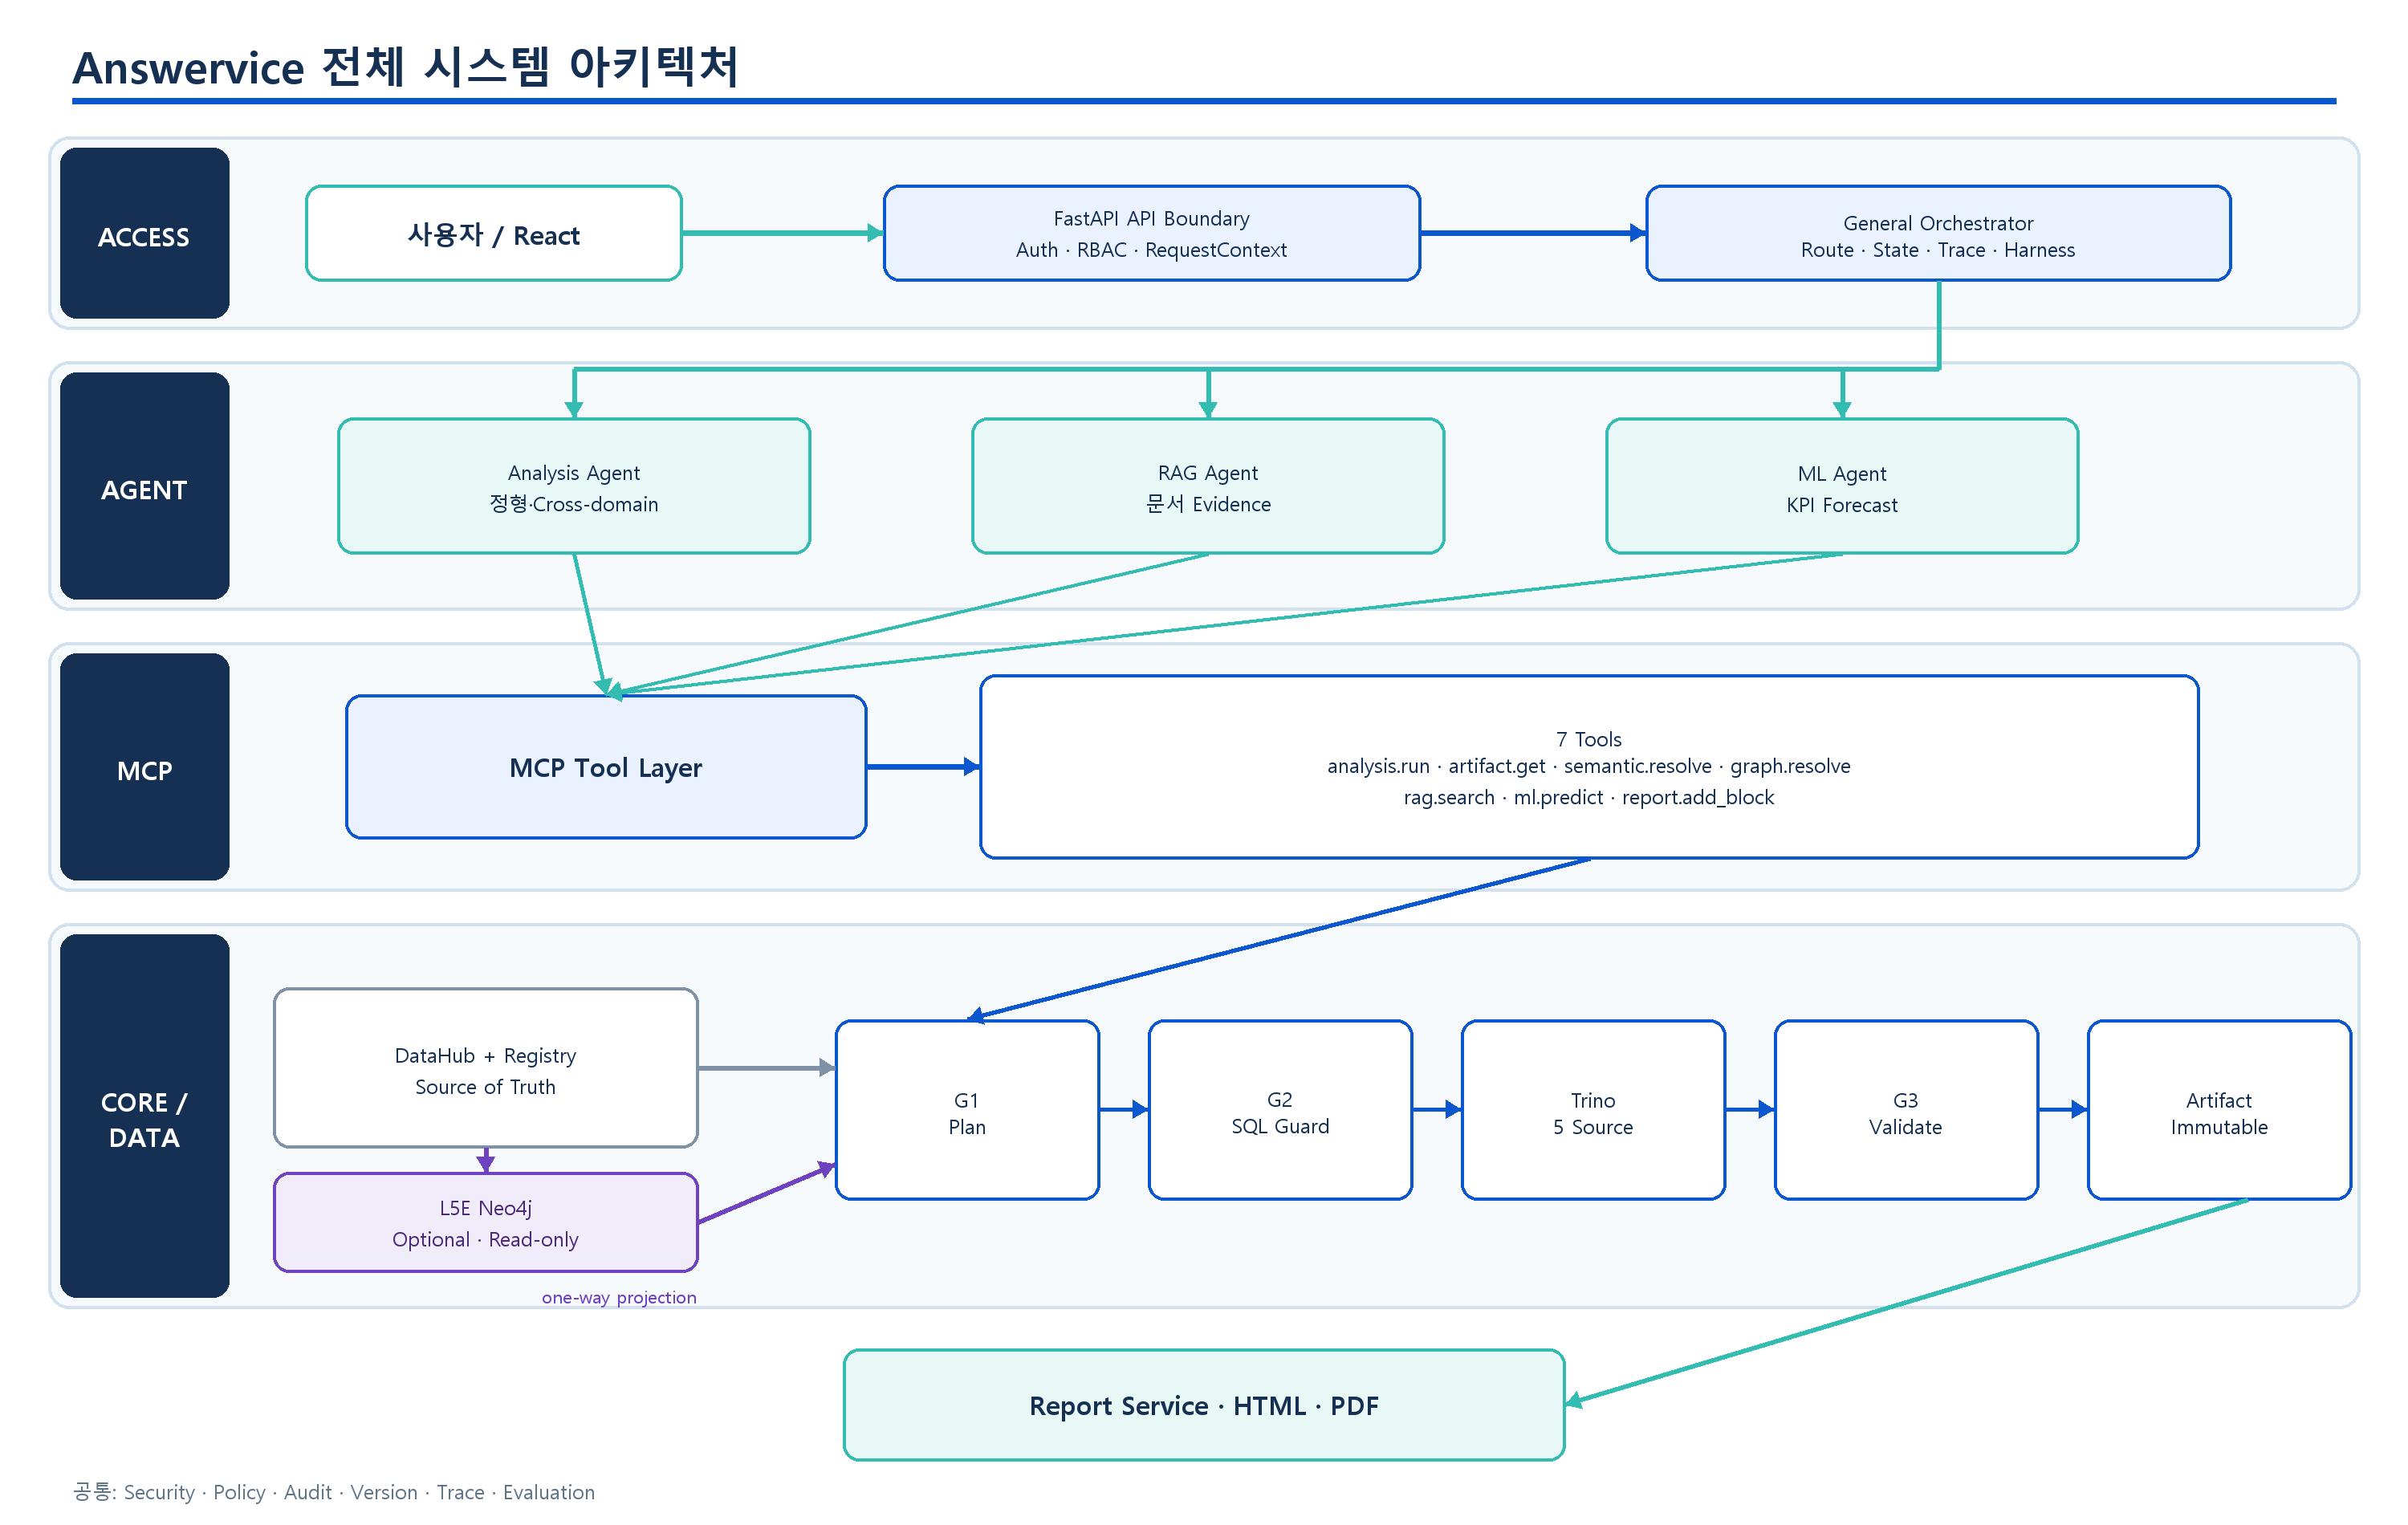 Answervice 전체 시스템 아키텍처
ACCESS
사용자 / React
FastAPI API Boundary
Auth · RBAC · RequestContext
General Orchestrator
Route · State · Trace · Harness
AGENT
Analysis Agent
정형·Cross-domain
RAG Agent
문서 Evidence
ML Agent
KPI Forecast
MCP
MCP Tool Layer
7 Tools
analysis.run · artifact.get · semantic.resolve · graph.resolve
rag.search · ml.predict · report.add_block
CORE /
DATA
DataHub + Registry
Source of Truth
L5E Neo4j
Optional · Read-only
one-way projection
G1
Plan
G2
SQL Guard
Trino
5 Source
G3
Validate
Artifact
Immutable
Report Service · HTML · PDF
공통: Security · Policy · Audit · Version · Trace · Evaluation